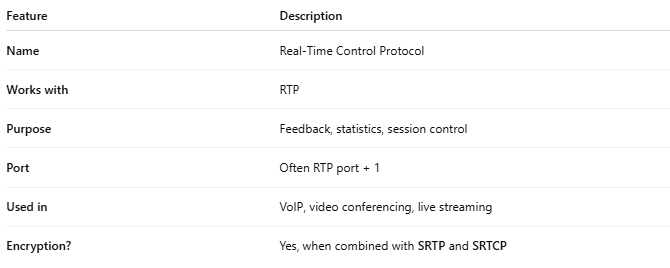 Feature Description
Name Real-Time Control Protocol
Works with RTP
Purpose Feedback, statistics, session control
Port Often RTP port + 1
Used in VoIP, video conferencing, live streaming
Encryption? Yes, when combined with SRTP and SRTCP